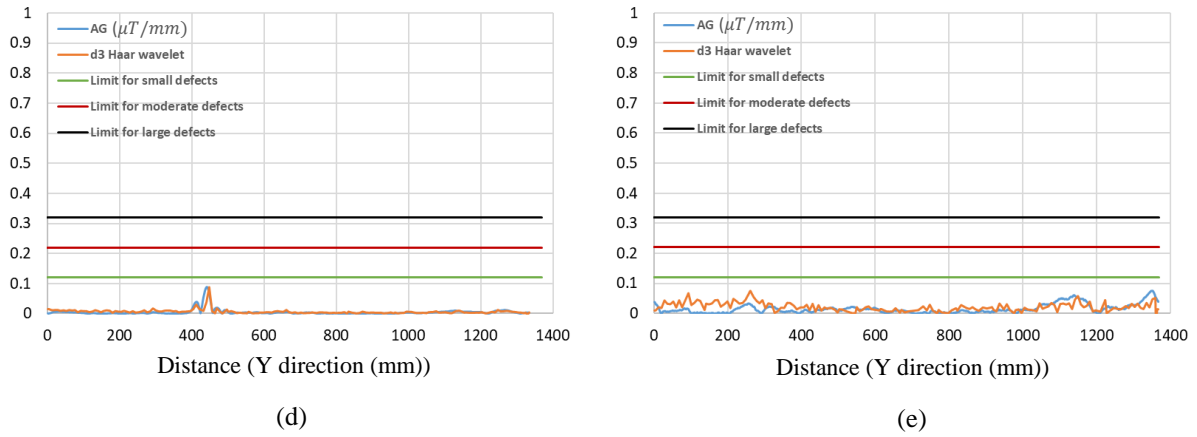 1
0.9
0.8
0.7
0.6
0.5
0.4
0.3
0.2
0.1
0
AG (μT/mm)
d3 Haar wavelet
Limit for small defects
Limit for moderate defects
Limit for large defects
0 200 400 600 800 1000 1200 1400
Distance (Y direction (mm))
(d)
1
0.9
0.8
0.7
0.6
0.5
0.4
0.3
0.2
0.1
0
AG (μT/mm)
d3 Haar wavelet
Limit for small defects
Limit for moderate defects
Limit for large defects
0 200 400 600 800 1000 1200 1400
Distance (Y direction (mm))
(e)